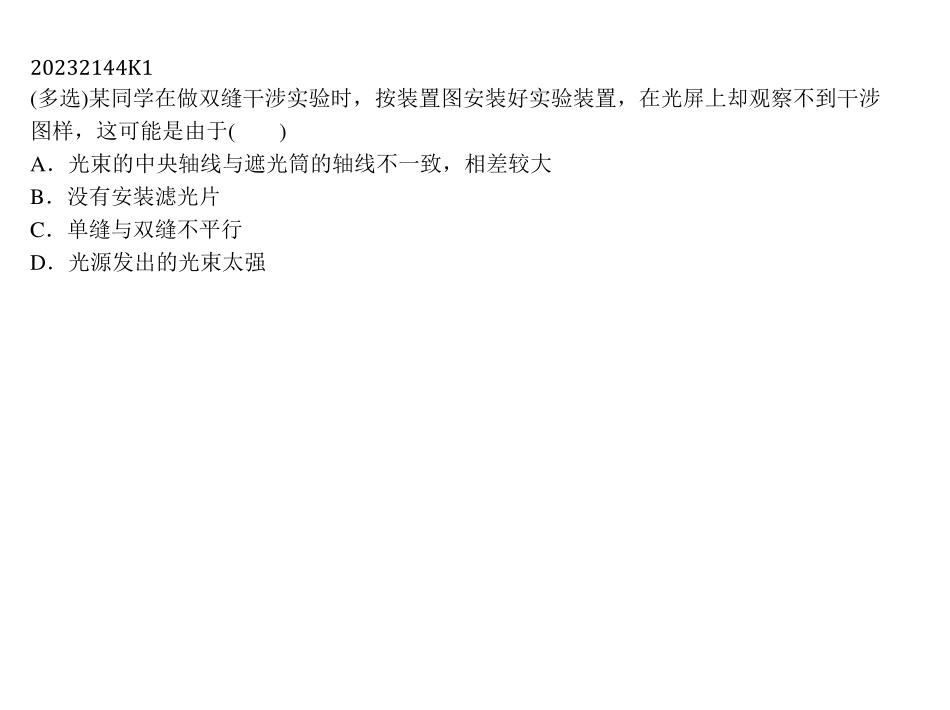 20232144K1
(多选)某同学在做双缝干涉实验时，按装置图安装好实验装置，在光屏上却观察不到干涉
图样，这可能是由于(　　)
A．光束的中央轴线与遮光筒的轴线不一致，相差较大
B．没有安装滤光片
C．单缝与双缝不平行
D．光源发出的光束太强